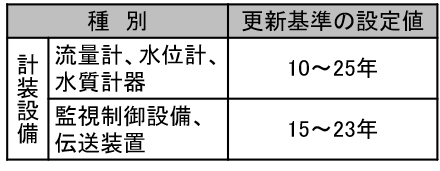 種 別 更新基準の設定値
計装設備
流量計、水位計、
水質計器
10～25年
監視制御設備、
伝送装置
15～23年